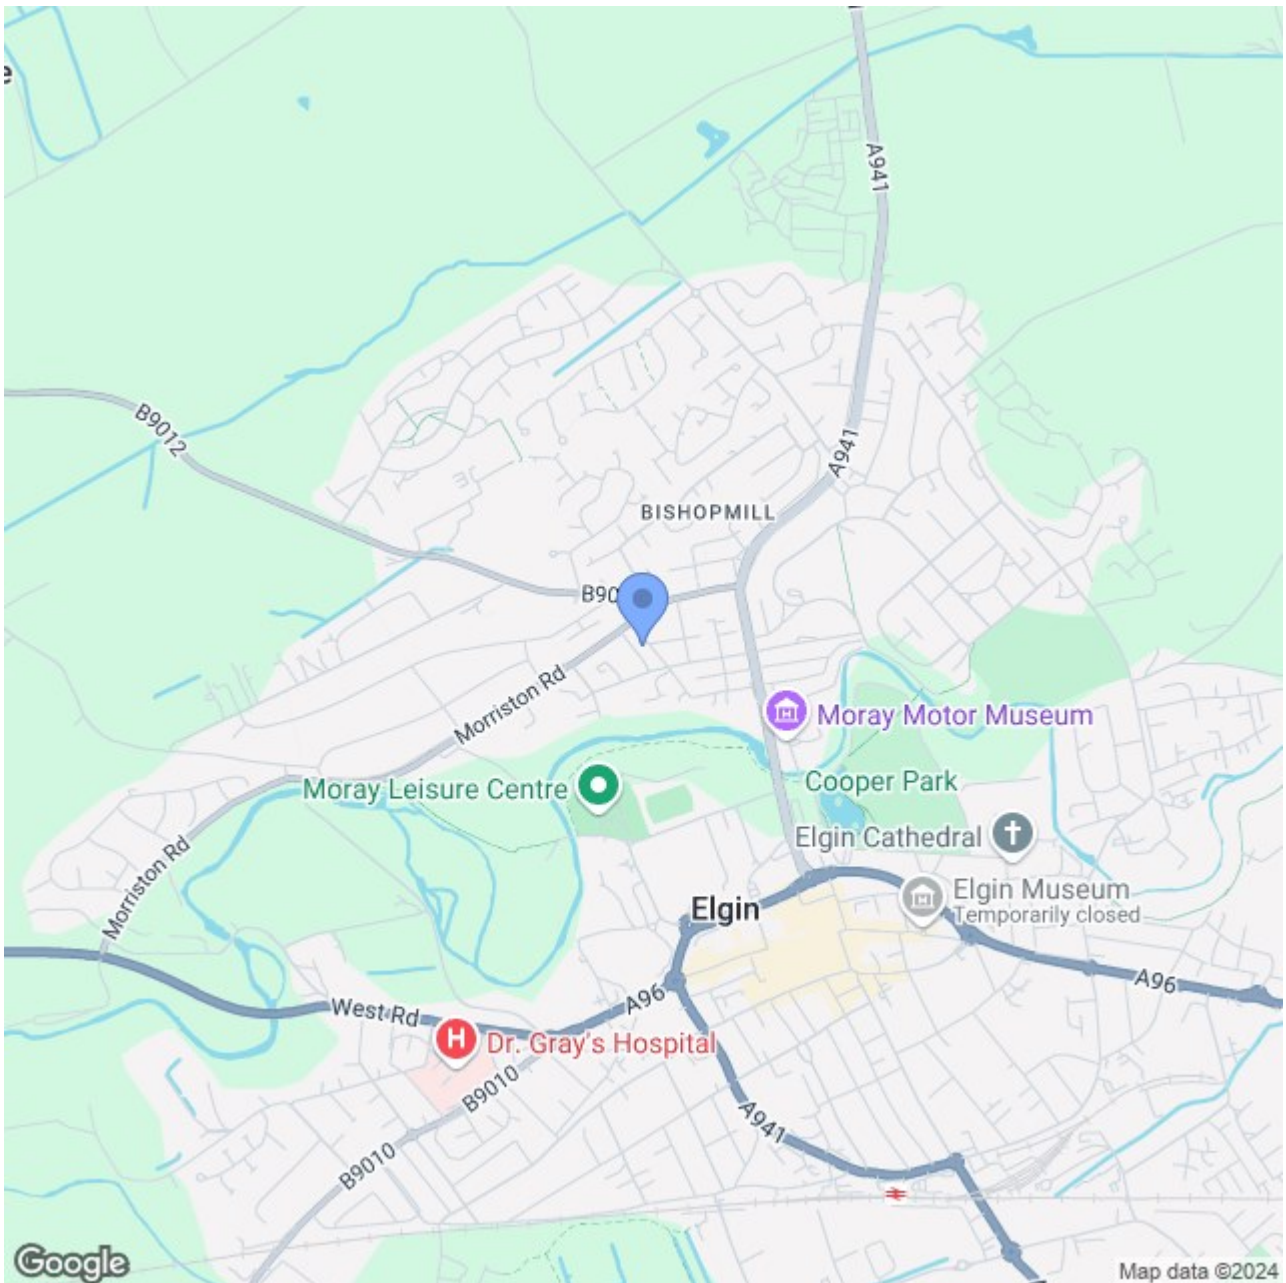 e
A941
B9012
A941
BISHOPMILL
B90
Morriston Rd
Moray Motor Museum
Moray Leisure Centre
Cooper Park
Elgin Cathedral
Morriston Rd
Elgin Museum
Temporarily closed
Elgin
A96
A96
West Rd
H
Dr. Gray's Hospital
B9010
A941
B9010
Google
Map data ©2024